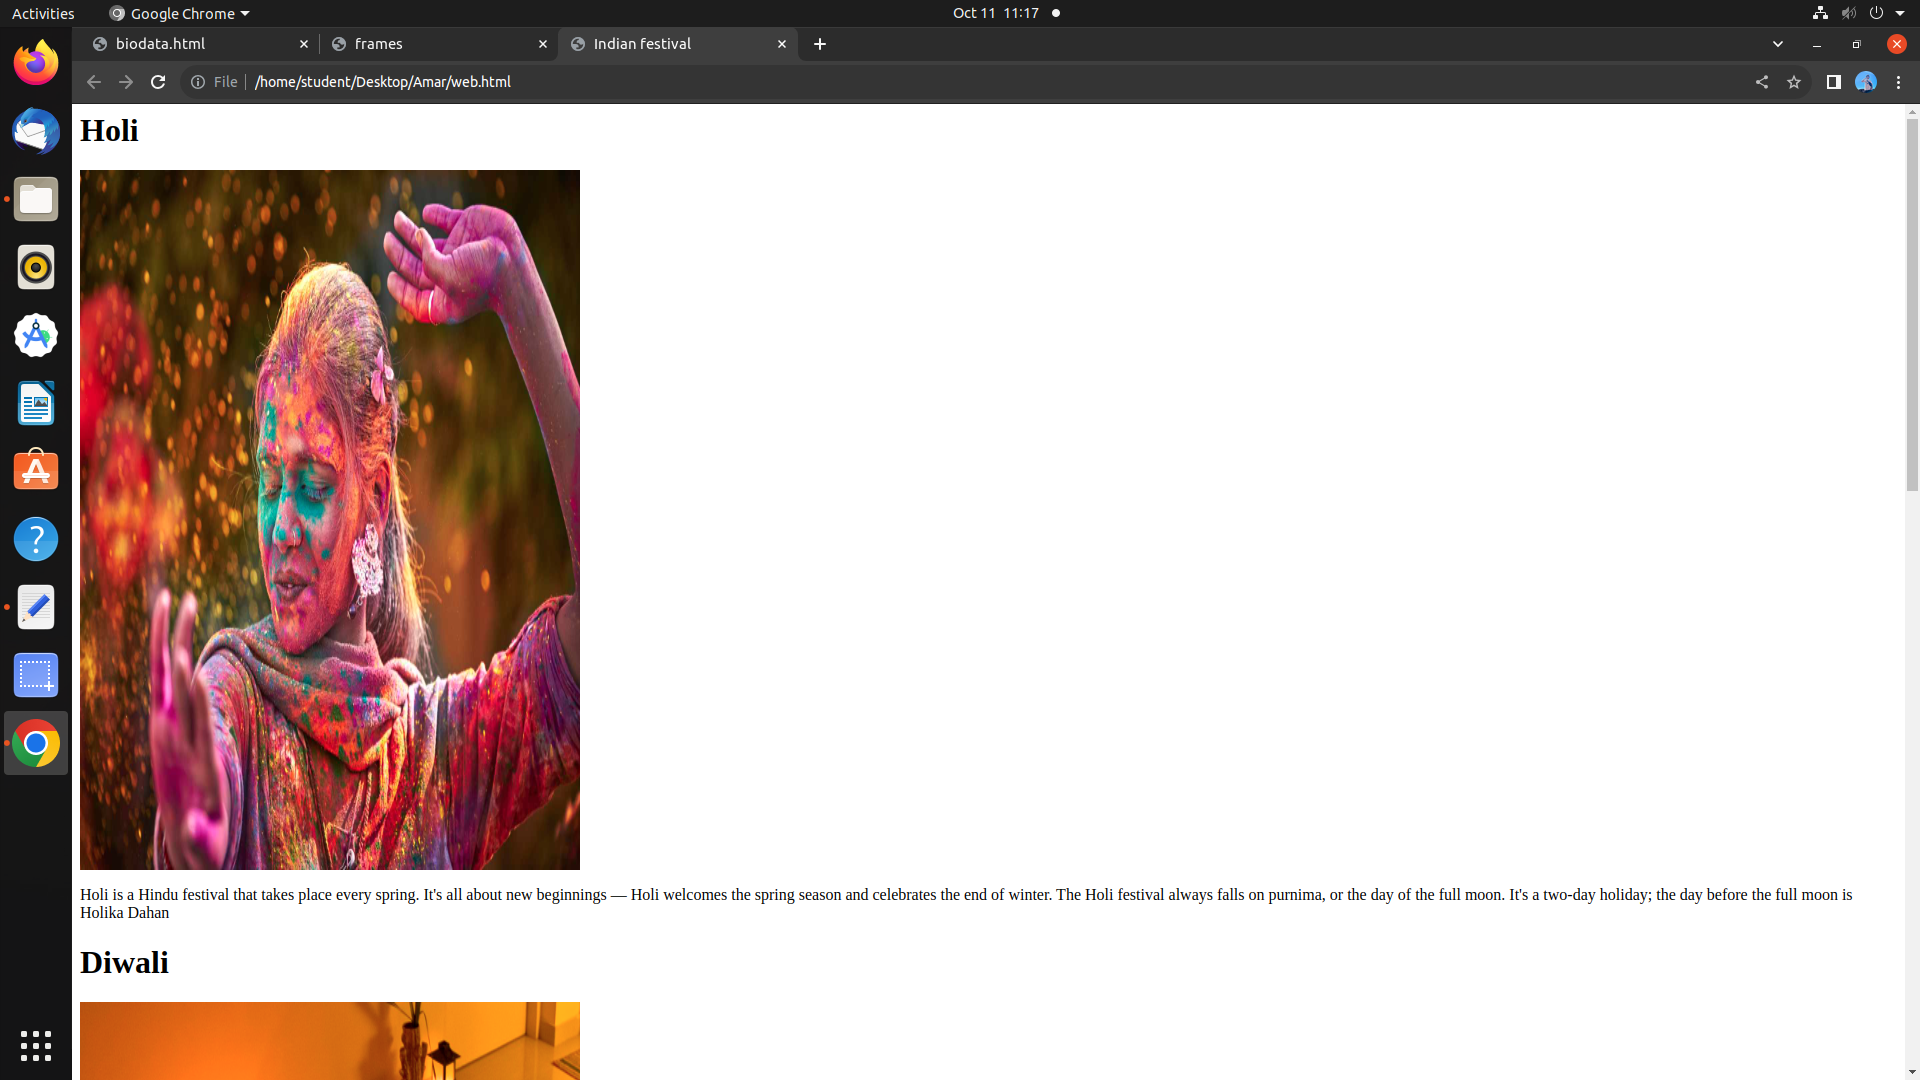 Activities
Google Chrome
Oct 11 11:17
biodata.html
frames
Indian festival
File
/home/student/Desktop/Amar/web.html
Holi
Holi is a Hindu festival that takes place every spring. It's all about new beginnings — Holi welcomes the spring season and celebrates the end of winter. The Holi festival always falls on purnima, or the day of the full moon. It's a two-day holiday; the day before the full moon is
Holika Dahan
Diwali